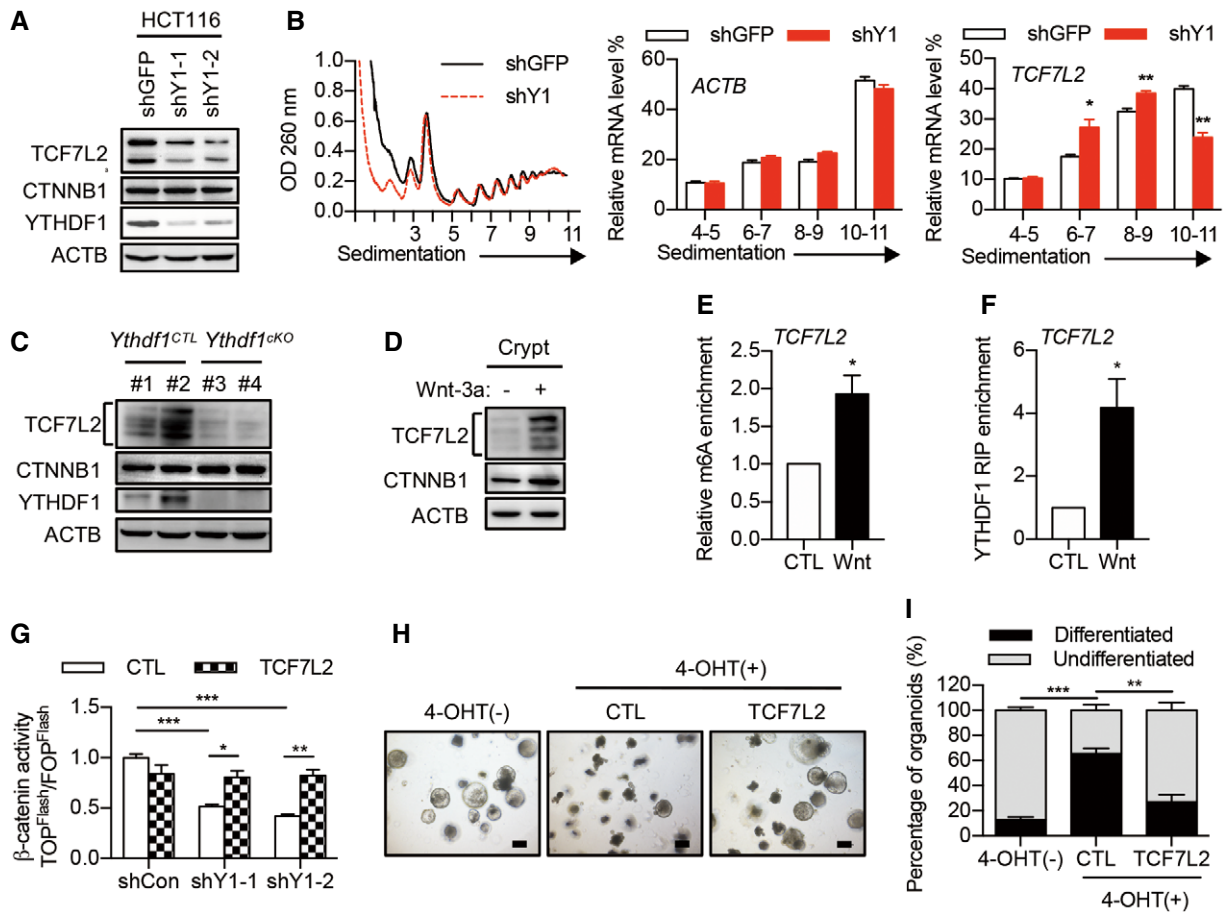 A
HCT116
shGFP
shY1-1
shY1-2
TCF7L2
CTNNB1
YTHDF1
ACTB
B
OD 260 nm
1.0
0.8
0.6
0.4
0.2
0.0
shGFP
shY1
3 5 7 9 11
Sedimentation
shGFP shY1
Relative mRNA level %
ACTB
60
40
20
0
4-5 6-7 8-9 10-11
Sedimentation
shGFP shY1
Relative mRNA level %
TCF7L2
50
40
30
20
10
0
* ** **
4-5 6-7 8-9 10-11
Sedimentation
C
Ythdf1CTL Ythdf1cKO
#1 #2 #3 #4
TCF7L2
CTNNB1
YTHDF1
ACTB
D
Crypt
Wnt-3a: - +
TCF7L2
CTNNB1
ACTB
E
TCF7L2
Relative m6A enrichment
2.5
2.0
1.5
1.0
0.5
0.0
*
CTL Wnt
F
TCF7L2
YTHDF1 RIP enrichment
6
4
2
0
*
CTL Wnt
G
CTL TCF7L2
β-catenin activity
TOPFlash/FOPFlash
1.5
1.0
0.5
0.0
***
***
* **
shCon shY1-1 shY1-2
H
4-OHT(+)
4-OHT(-) CTL TCF7L2
I
Differentiated
Undifferentiated
Percentage of organoids (%)
120
100
80
60
40
20
0
*** **
4-OHT(-) CTL TCF7L2
4-OHT(+)